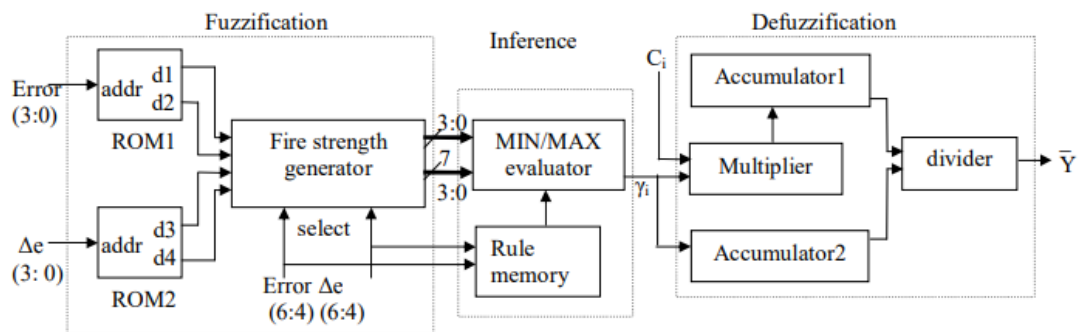 Fuzzification
Inference
Defuzzification
Error
(3:0)
addr
d1
d2
ROM1
Δe
(3: 0)
addr
d3
d4
ROM2
Fire strength
generator
select
Error Δe
(6:4) (6:4)
3:0
7
3:0
MIN/MAX
evaluator
Rule
memory
γi
Ci
Accumulator1
Multiplier
Accumulator2
divider
Y̅